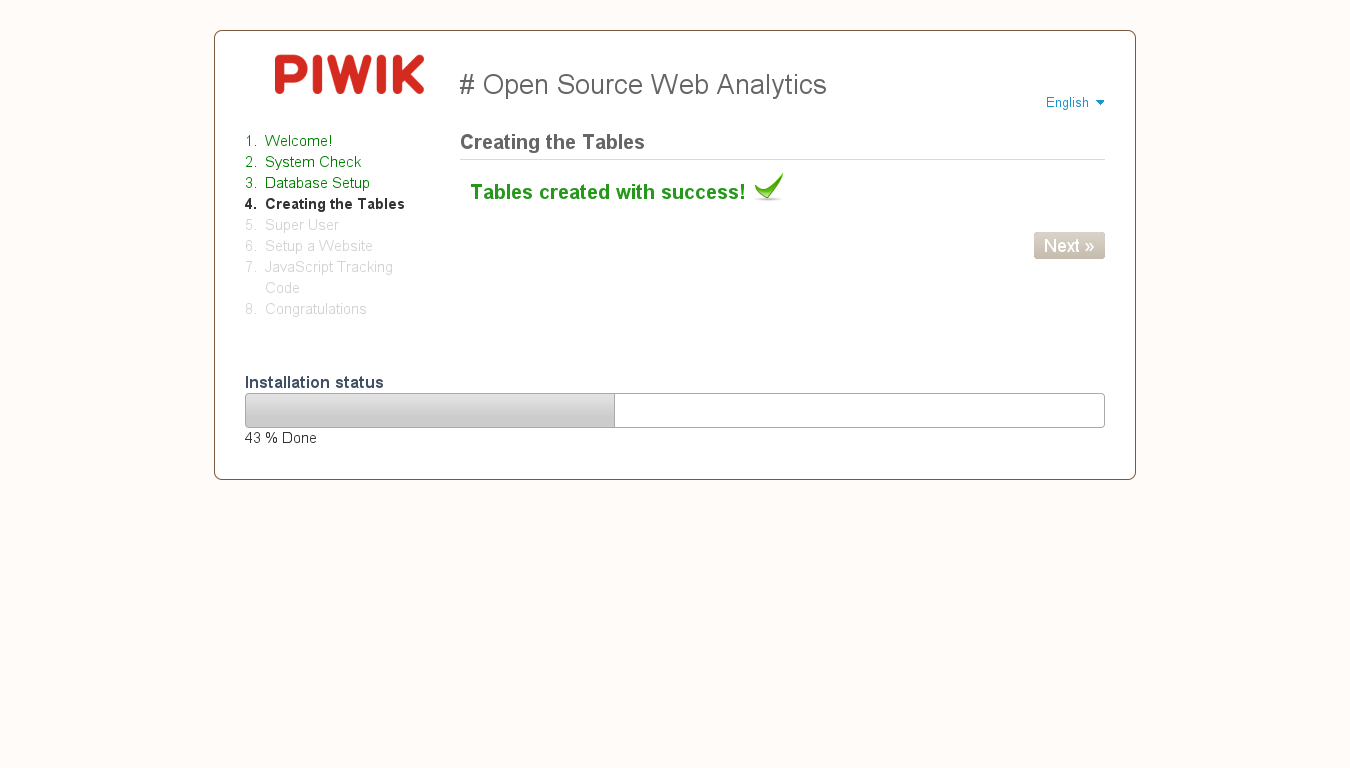 PIWIK
# Open Source Web Analytics
English
1. Welcome!
2. System Check
3. Database Setup
4. Creating the Tables
5. Super User
6. Setup a Website
7. JavaScript Tracking
Code
8. Congratulations
Creating the Tables
Tables created with success!
Next »
Installation status
43 % Done